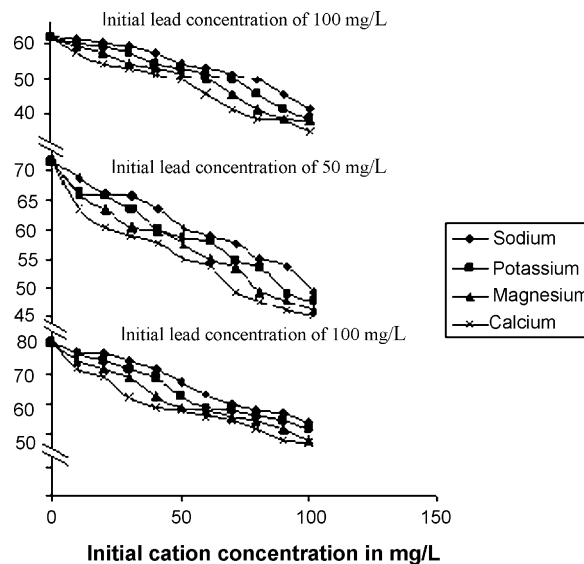 Initial lead concentration of 100 mg/L
60
50
40
Initial lead concentration of 50 mg/L
70
65
60
55
50
45
Initial lead concentration of 100 mg/L
80
70
60
50
0
50
100
150
Initial cation concentration in mg/L
Sodium
Potassium
Magnesium
Calcium